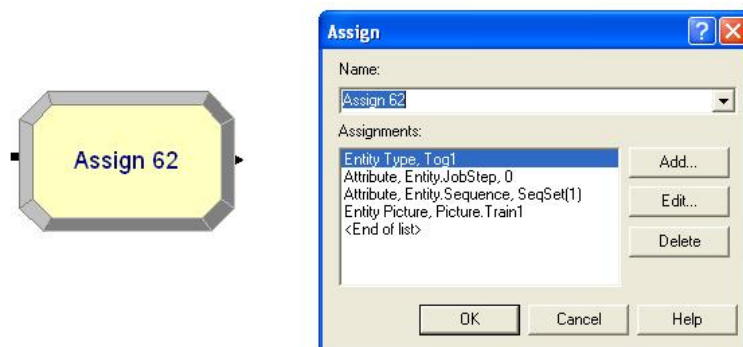 Assign 62
Assign
Name:
Assign 62
Assignments:
Entity Type, Tog1
Attribute, Entity.JobStep, 0
Attribute, Entity.Sequence, SeqSet(1)
Entity Picture, Picture.Train1
<End of list>
Add...
Edit...
Delete
OK
Cancel
Help